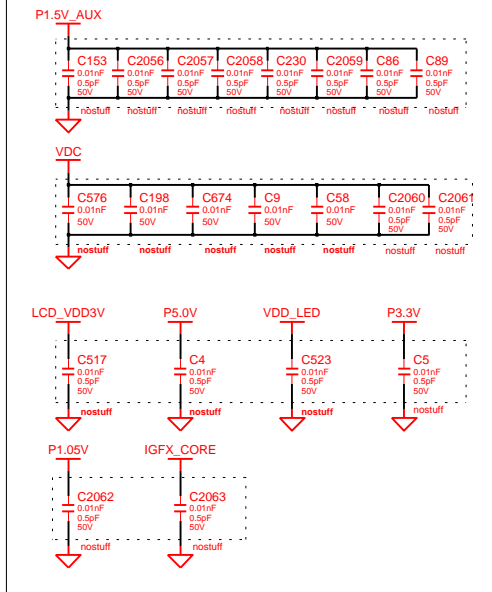 P1.5V_AUX
C153 C2056 C2057 C2058 C230 C2059 C86 C89
0.01nF 0.01nF 0.01nF 0.01nF 0.01nF 0.01nF 0.01nF 0.01nF
0.5pF 0.5pF 0.5pF 0.5pF 0.5pF 0.5pF 0.5pF 0.5pF
50V 50V 50V 50V 50V 50V 50V 50V
nostuff nostuff nostuff nostuff nostuff nostuff nostuff nostuff
VDC
C576 C198 C674 C9 C58 C2060 C2061
0.01nF 0.01nF 0.01nF 0.01nF 0.01nF 0.01nF 0.01nF
0.5pF 0.5pF
50V 50V 50V 50V 50V 50V 50V
nostuff nostuff nostuff nostuff nostuff nostuff nostuff
LCD_VDD3V P5.0V VDD_LED P3.3V
C517 C4 C523 C5
0.01nF 0.01nF 0.01nF 0.01nF
0.5pF 0.5pF 0.5pF 0.5pF
50V 50V 50V 50V
nostuff nostuff nostuff nostuff
P1.05V IGFX_CORE
C2062 C2063
0.01nF 0.01nF
0.5pF 0.5pF
50V 50V
nostuff nostuff